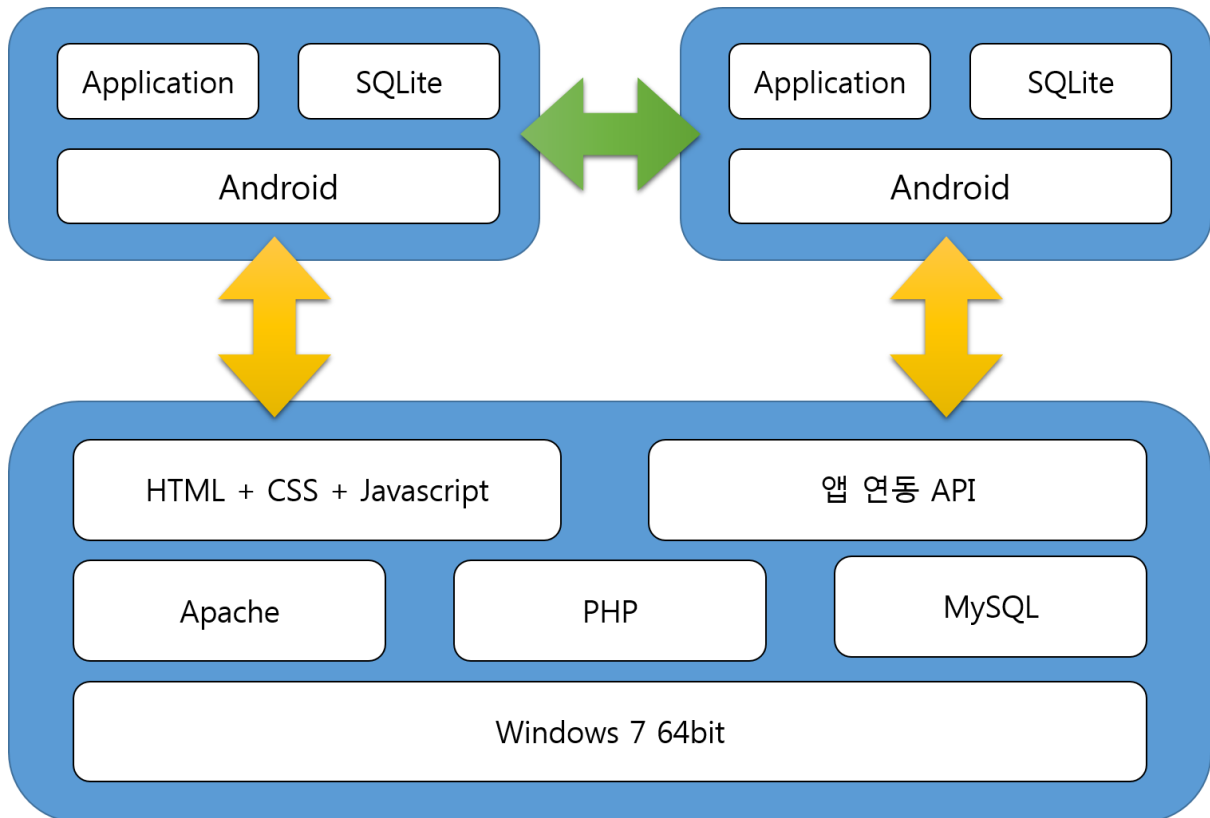 Application
SQLite
Android
Application
SQLite
Android
HTML + CSS + Javascript
앱 연동 API
Apache
PHP
MySQL
Windows 7 64bit